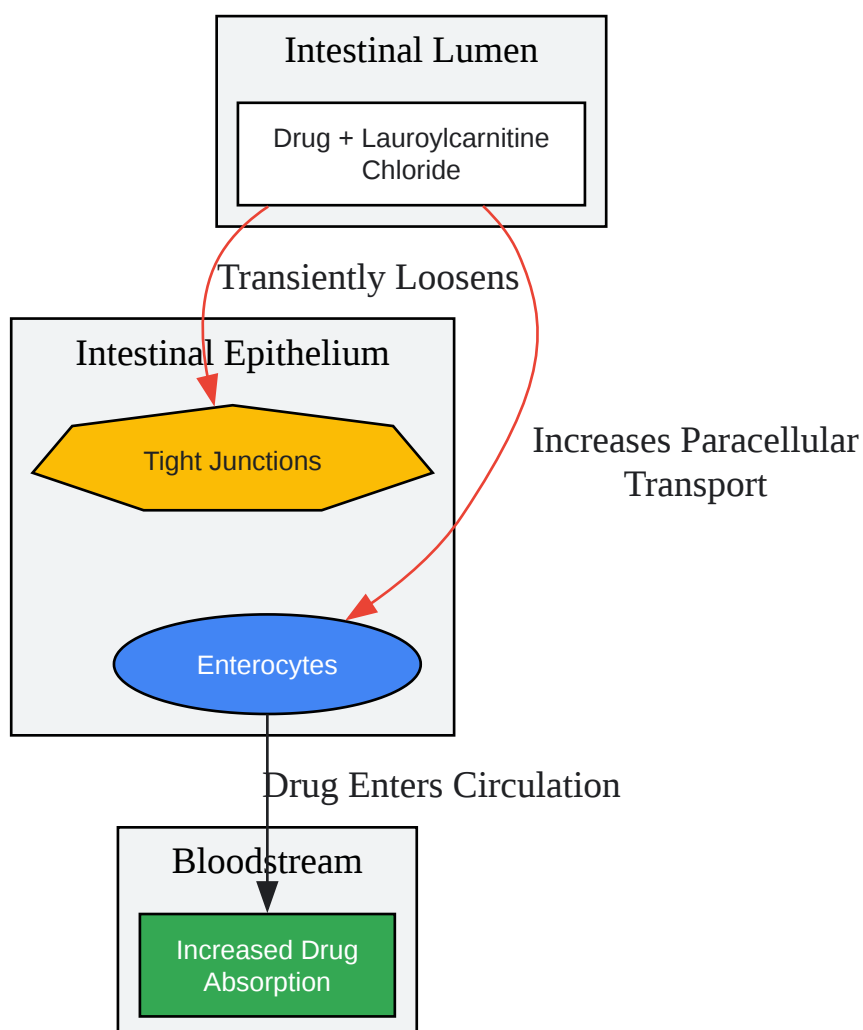 Intestinal Lumen
Drug + Lauroylcarnitine
Chloride
Transiently Loosens
Intestinal Epithelium
Tight Junctions
Increases Paracellular
Transport
Enterocytes
Drug Enters Circulation
Bloodstream
Increased Drug
Absorption